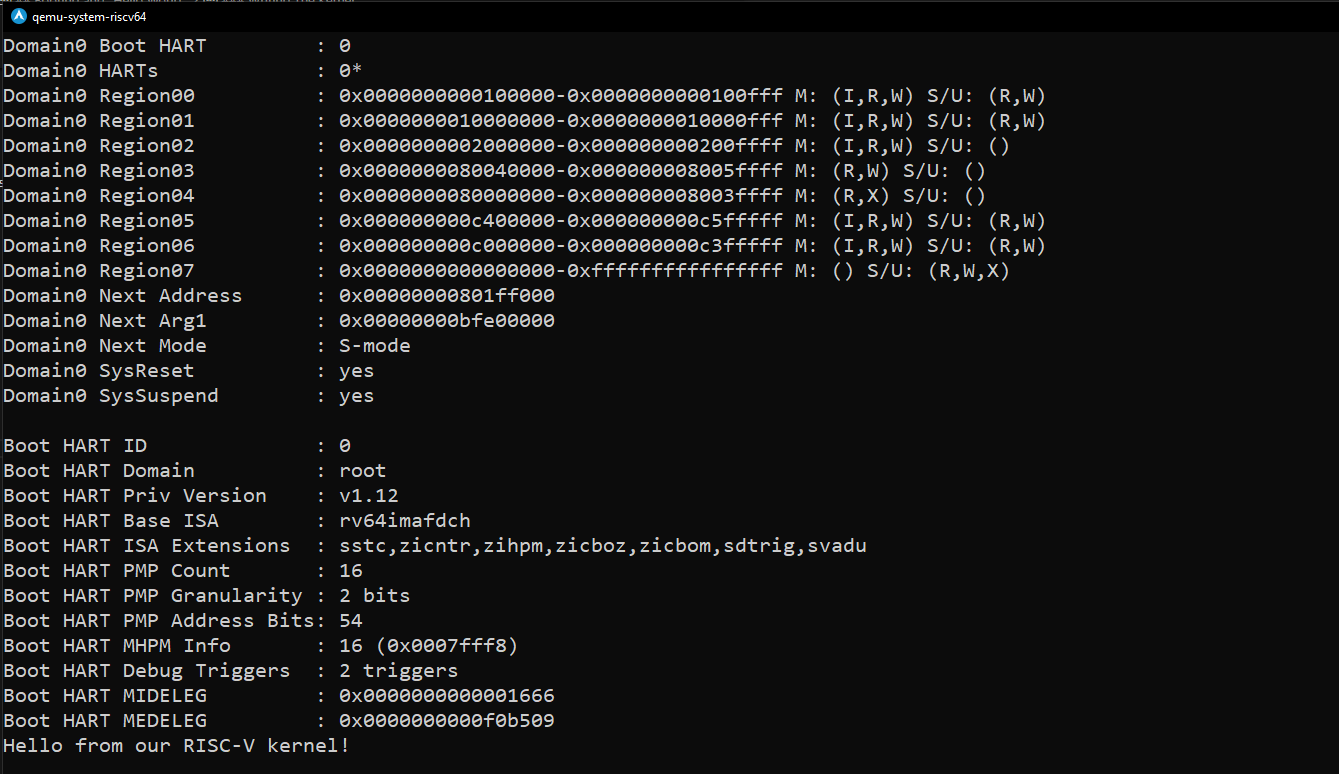 qemu-system-riscv64
Domain0 Boot HART : 0
Domain0 HARTs : 0*
Domain0 Region00 : 0x0000000000100000-0x0000000000100fff M: (I,R,W) S/U: (R,W)
Domain0 Region01 : 0x0000000010000000-0x0000000010000fff M: (I,R,W) S/U: (R,W)
Domain0 Region02 : 0x0000000002000000-0x000000000200ffff M: (I,R,W) S/U: ()
Domain0 Region03 : 0x0000000080040000-0x000000008005ffff M: (R,W) S/U: ()
Domain0 Region04 : 0x0000000080000000-0x000000008003ffff M: (R,X) S/U: ()
Domain0 Region05 : 0x000000000c400000-0x000000000c5fffff M: (I,R,W) S/U: (R,W)
Domain0 Region06 : 0x000000000c000000-0x000000000c3fffff M: (I,R,W) S/U: (R,W)
Domain0 Region07 : 0x0000000000000000-0xffffffffffffffff M: () S/U: (R,W,X)
Domain0 Next Address : 0x00000000801ff000
Domain0 Next Arg1 : 0x00000000bfe00000
Domain0 Next Mode : S-mode
Domain0 SysReset : yes
Domain0 SysSuspend : yes
Boot HART ID : 0
Boot HART Domain : root
Boot HART Priv Version : v1.12
Boot HART Base ISA : rv64imafdch
Boot HART ISA Extensions : sstc,zicntr,zihpm,zicboz,zicbom,sdtrig,svadu
Boot HART PMP Count : 16
Boot HART PMP Granularity : 2 bits
Boot HART PMP Address Bits: 54
Boot HART MHPM Info : 16 (0x0007fff8)
Boot HART Debug Triggers : 2 triggers
Boot HART MIDELEG : 0x0000000000001666
Boot HART MEDELEG : 0x0000000000f0b509
Hello from our RISC-V kernel!